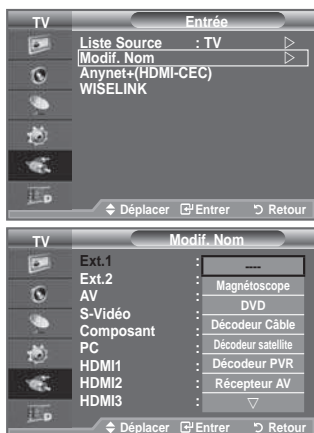 TV Entrée
Liste Source : TV ▷
Modif. Nom ▷
Anynet+(HDMI-CEC)
WISELINK
Déplacer Entrer Retour
TV Modif. Nom
Ext.1 : ----
Ext.2 : Magnétoscope
AV : DVD
S-Vidéo : Décodeur Câble
Composant : Décodeur satellite
PC : Décodeur PVR
HDMI1 : Récepteur AV
HDMI2 : ▽
HDMI3 :
Déplacer Entrer Retour